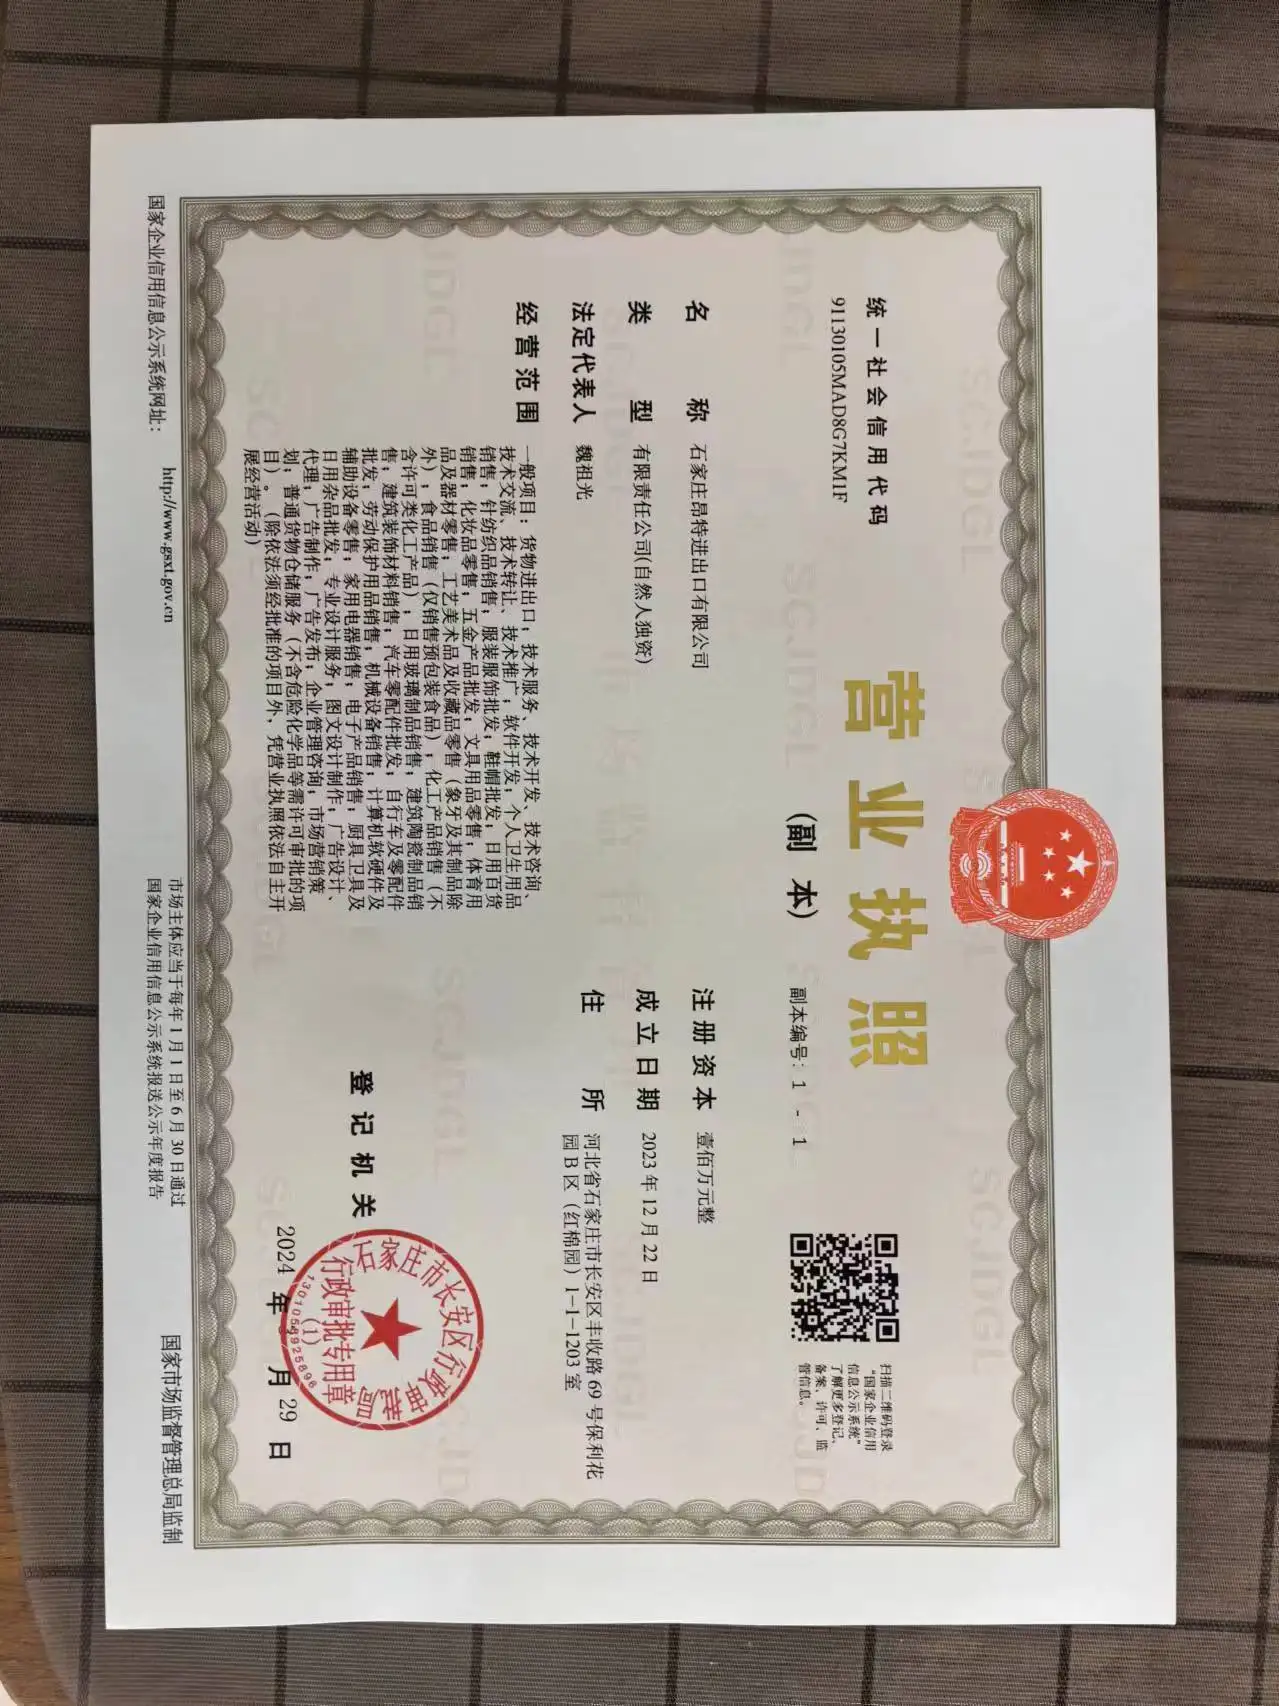 统一社会信用代码
91130105MAD8G7KM1F
营业执照
(副 本)
副本编号：1 - 1
扫描二维码登录
“国家企业信用
信息公示系统”
了解更多登记、
备案、许可、监
管信息。
名 称 石家庄昂特进出口有限公司
类 型 有限责任公司(自然人独资)
法定代表人 魏祖光
经营范围 一般项目：货物进出口；技术服务、技术开发、技术咨询、
技术交流、技术转让、技术推广；软件开发；个人卫生用品
销售；针纺织品销售；服装服饰批发；鞋帽批发；日用百货
销售；化妆品零售；五金产品批发；文具用品零售；体育用
品及器材零售；工艺美术品及收藏品零售（象牙及其制品除
外）；食品销售（仅销售预包装食品）；化工产品销售（不
含许可类化工产品）；日用玻璃制品销售；建筑陶瓷制品销
售；建筑装饰材料销售；汽车零配件批发；自行车及零配件
批发；劳动保护用品销售；机械设备销售；计算机软硬件及
辅助设备零售；家用电器销售；电子产品销售；厨具卫具及
日用杂品批发；专业设计服务；图文设计制作；广告设计、
代理；广告制作；广告发布；企业管理咨询；市场营销策
划；普通货物仓储服务（不含危险化学品等需许可审批的项
目）。（除依法须经批准的项目外，凭营业执照依法自主开
展经营活动）
注册资本 壹佰万元整
成立日期 2023年12月22日
住 所 河北省石家庄市长安区丰收路69号保利花
园B区（红棉园）1-1-1203室
登记机关
石家庄市长安区行政审批局
行政审批专用章
(1)
2024年 月29日
国家企业信用信息公示系统网址： http://www.gsxt.gov.cn
市场主体应当于每年1月1日至6月30日通过
国家企业信用信息公示系统报送公示年度报告
国家市场监督管理总局监制